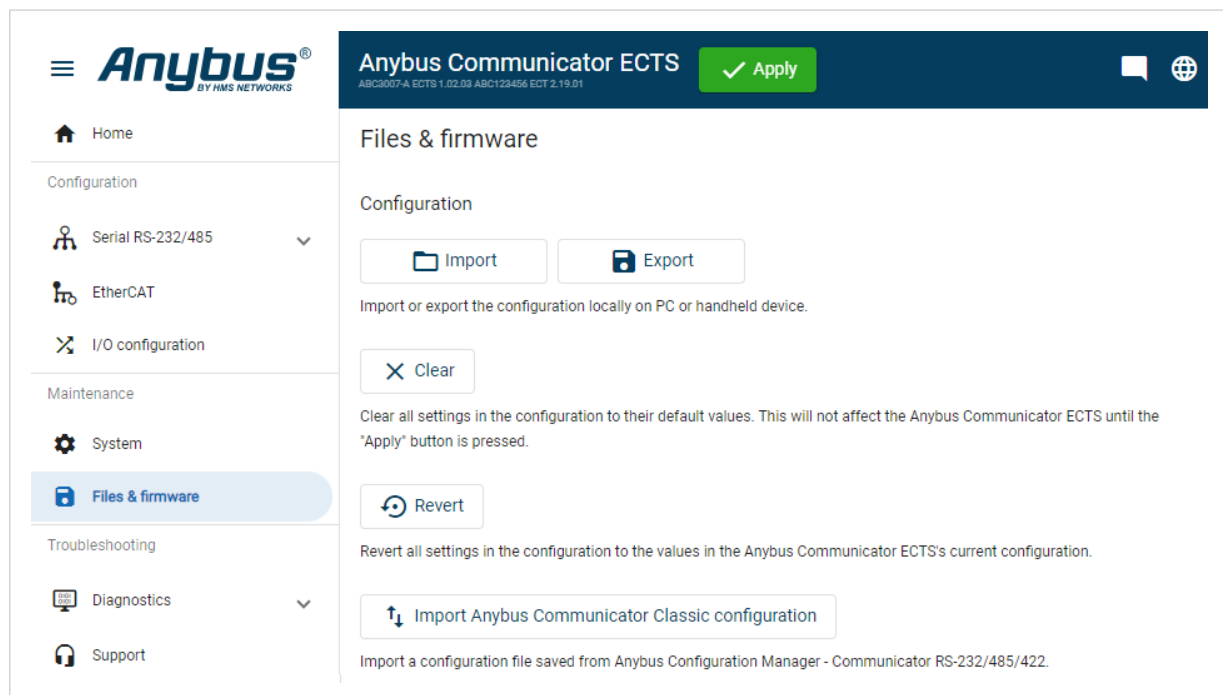 Anybus®
BY HMS NETWORKS
Home
Configuration
Serial RS-232/485
EtherCAT
I/O configuration
Maintenance
System
Files & firmware
Troubleshooting
Diagnostics
Support
Anybus Communicator ECTS
ABC3007-A ECTS 1.02.03 ABC123456 ECT 2.19.01
Apply
Files & firmware
Configuration
Import
Export
Import or export the configuration locally on PC or handheld device.
Clear
Clear all settings in the configuration to their default values. This will not affect the Anybus Communicator ECTS until the
"Apply" button is pressed.
Revert
Revert all settings in the configuration to the values in the Anybus Communicator ECTS's current configuration.
Import Anybus Communicator Classic configuration
Import a configuration file saved from Anybus Configuration Manager - Communicator RS-232/485/422.